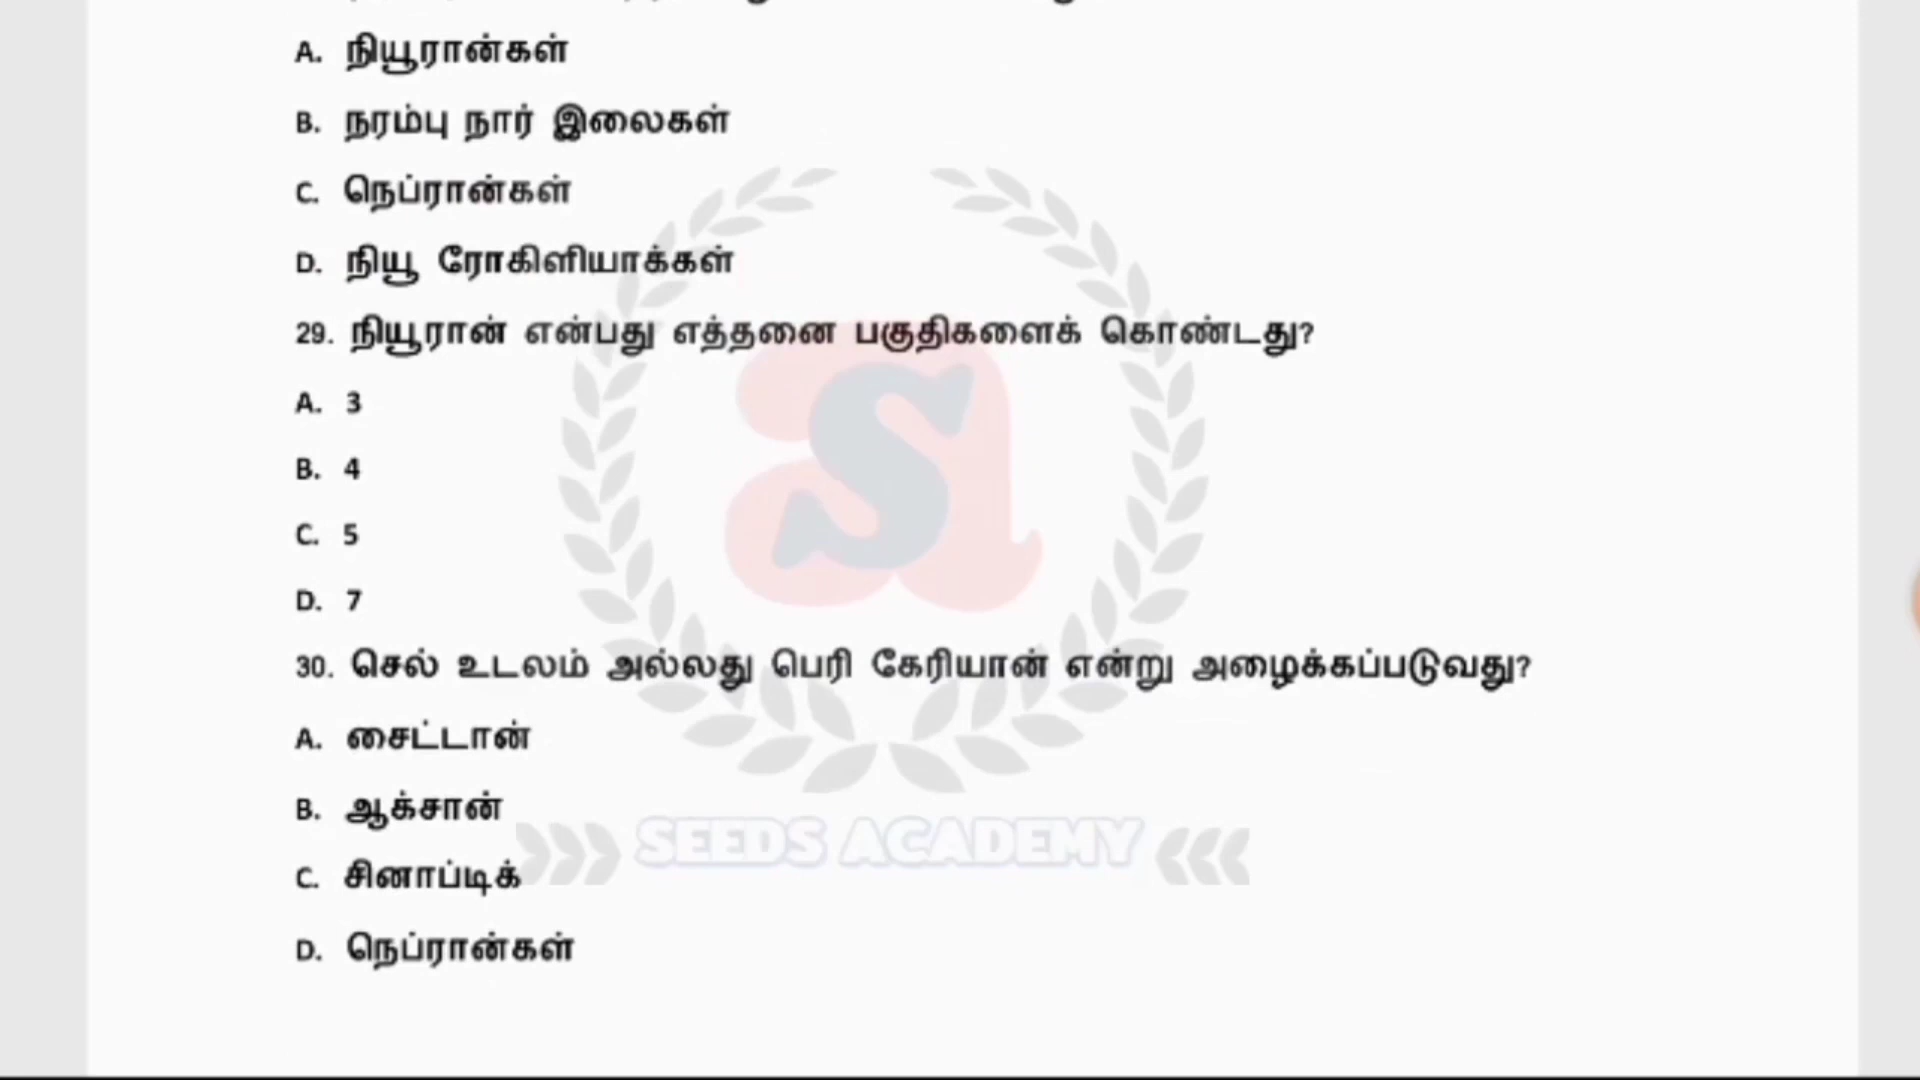 A. நியூரான்கள்
B. நரம்பு நார் இலைகள்
C. நெப்ரான்கள்
D. நியூ ரோகிளியாக்கள்
29. நியூரான் என்பது எத்தனை பகுதிகளைக் கொண்டது?
A. 3
B. 4
C. 5
D. 7
30. செல் உடலம் அல்லது பெரி கேரியான் என்று அழைக்கப்படுவது?
A. சைட்டான்
B. ஆக்சான்
SEEDS ACADEMY
C. சினாப்டிக்
D. நெப்ரான்கள்